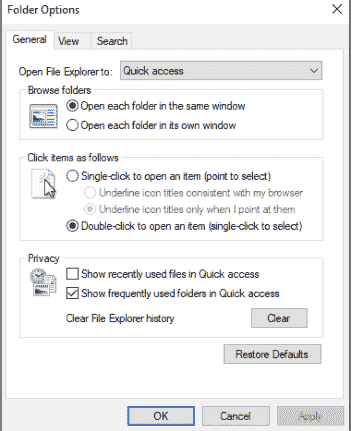 Folder Options
General View Search
Open File Explorer to: Quick access
Browse folders
Open each folder in the same window
Open each folder in its own window
Click items as follows
Single-click to open an item (point to select)
Underline icon titles consistent with my browser
Underline icon titles only when I point at them
Double-click to open an item (single-click to select)
Privacy
Show recently used files in Quick access
Show frequently used folders in Quick access
Clear File Explorer history Clear
Restore Defaults
OK Cancel Apply